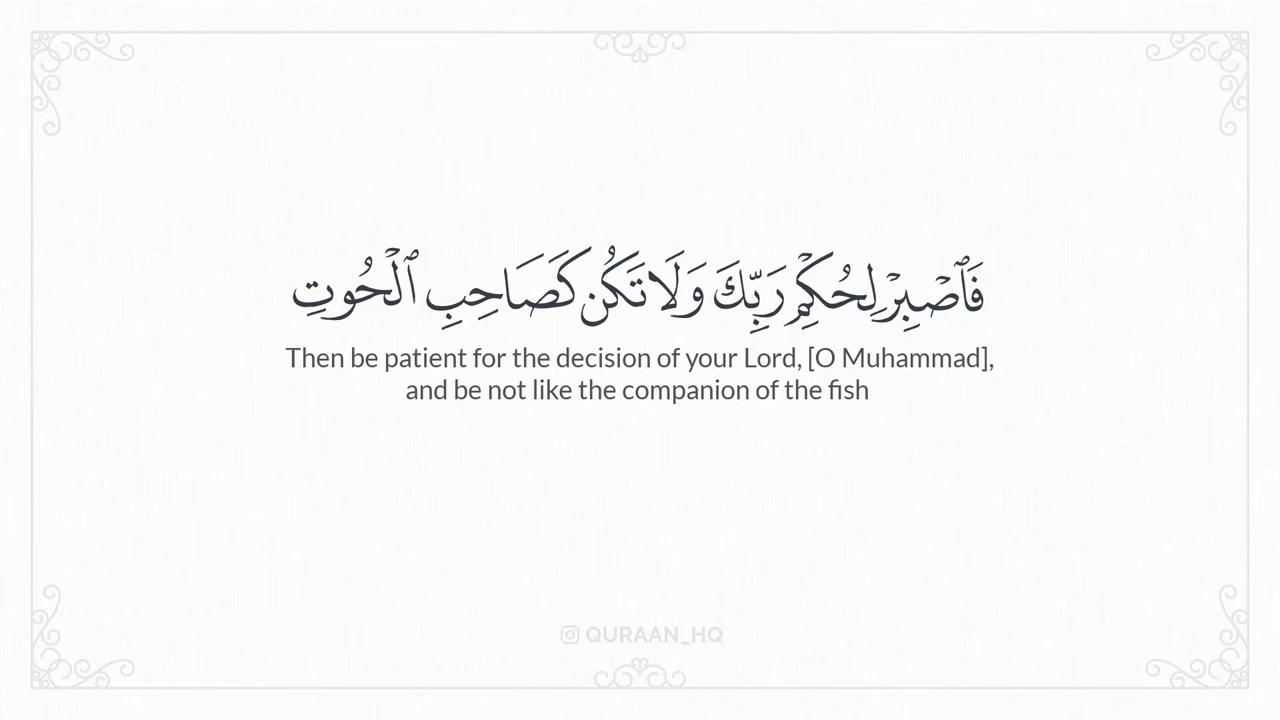 فَٱصْبِرْ لِحُكْمِ رَبِّكَ وَلَا تَكُن كَصَاحِبِ ٱلْحُوتِ
Then be patient for the decision of your Lord, [O Muhammad],
and be not like the companion of the fish
QURAAN_HQ